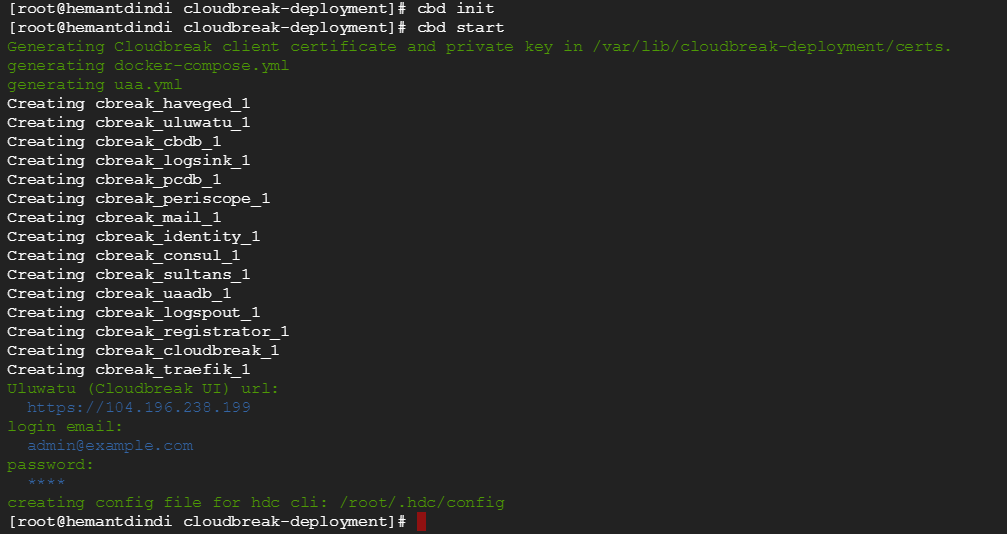 [root@hemantdindi cloudbreak-deployment]# cbd init
[root@hemantdindi cloudbreak-deployment]# cbd start
Generating Cloudbreak client certificate and private key in /var/lib/cloudbreak-deployment/certs.
generating docker-compose.yml
generating uaa.yml
Creating cbreak_haveged_1
Creating cbreak_uluwatu_1
Creating cbreak_cbdb_1
Creating cbreak_logsink_1
Creating cbreak_pcdb_1
Creating cbreak_periscope_1
Creating cbreak_mail_1
Creating cbreak_identity_1
Creating cbreak_consul_1
Creating cbreak_sultans_1
Creating cbreak_uaadb_1
Creating cbreak_logspout_1
Creating cbreak_registrator_1
Creating cbreak_cloudbreak_1
Creating cbreak_traefik_1
Uluwatu (Cloudbreak UI) url:
  https://104.196.238.199
login email:
  admin@example.com
password:
  ****
creating config file for hdc cli: /root/.hdc/config
[root@hemantdindi cloudbreak-deployment]#